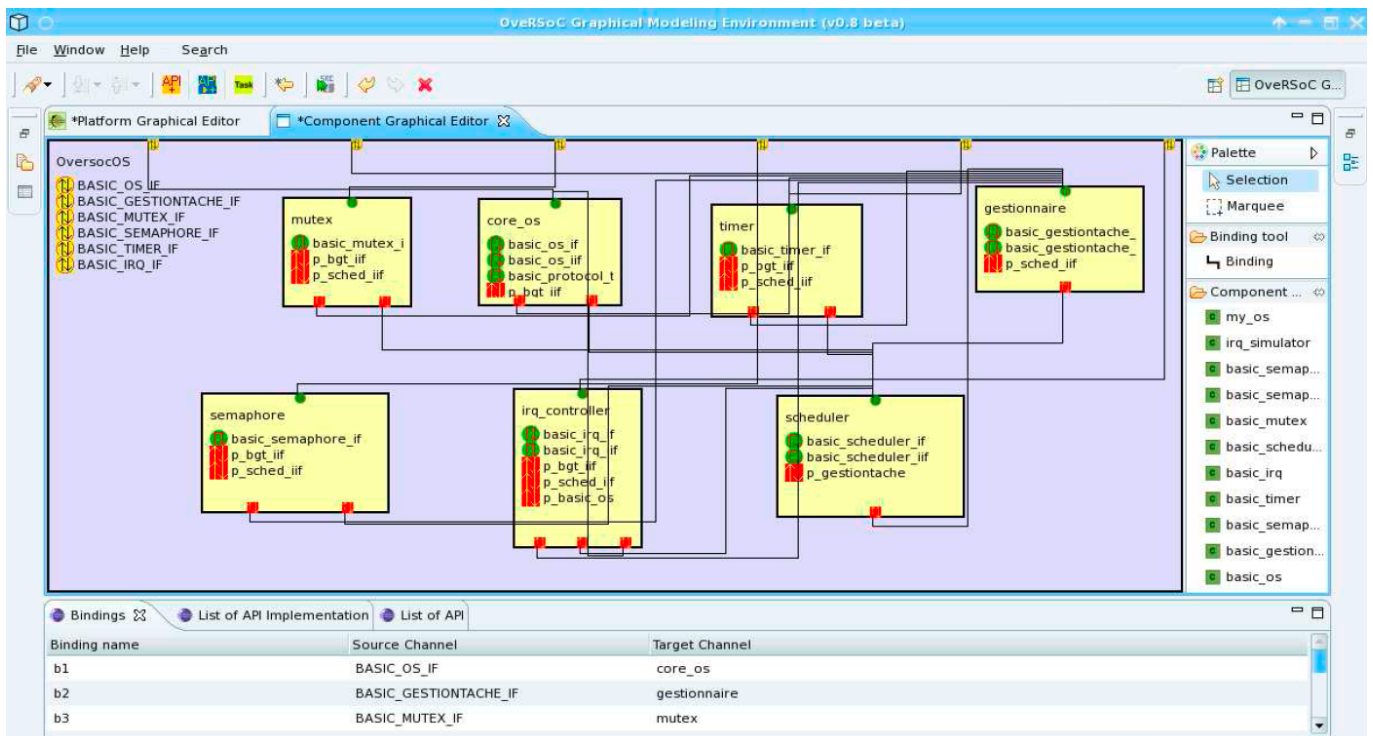 OveRSoC Graphical Modeling Environment (v0.8 beta)
File Window Help Search
API Task SRC OveRSoC G...
*Platform Graphical Editor *Component Graphical Editor
OversocOS
BASIC_OS_IF
BASIC_GESTIONTACHE_IF
BASIC_MUTEX_IF
BASIC_SEMAPHORE_IF
BASIC_TIMER_IF
BASIC_IRQ_IF
mutex
basic_mutex_i
p_bgt_iif
p_sched_iif
core_os
basic_os_if
basic_os_iif
basic_protocol_t
p_bgt_iif
timer
basic_timer_if
p_bgt_iif
p_sched_iif
gestionnaire
basic_gestiontache_
basic_gestiontache_
p_sched_iif
semaphore
basic_semaphore_if
p_bgt_iif
p_sched_iif
irq_controller
basic_irq_if
basic_irq_iif
p_bgt_iif
p_sched_iif
p_basic_os
scheduler
basic_scheduler_if
basic_scheduler_iif
p_gestiontache
Palette
Selection
Marquee
Binding tool
Binding
Component ...
my_os
irq_simulator
basic_semap...
basic_semap...
basic_mutex
basic_schedu...
basic_irq
basic_timer
basic_semap...
basic_gestion...
basic_os
Bindings List of API Implementation List of API
Binding name Source Channel Target Channel
b1 BASIC_OS_IF core_os
b2 BASIC_GESTIONTACHE_IF gestionnaire
b3 BASIC_MUTEX_IF mutex